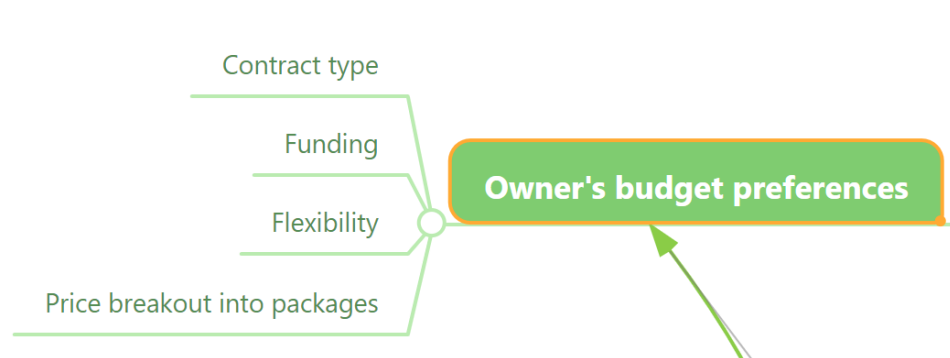 Contract type
Funding
Owner's budget preferences
Flexibility
Price breakout into packages